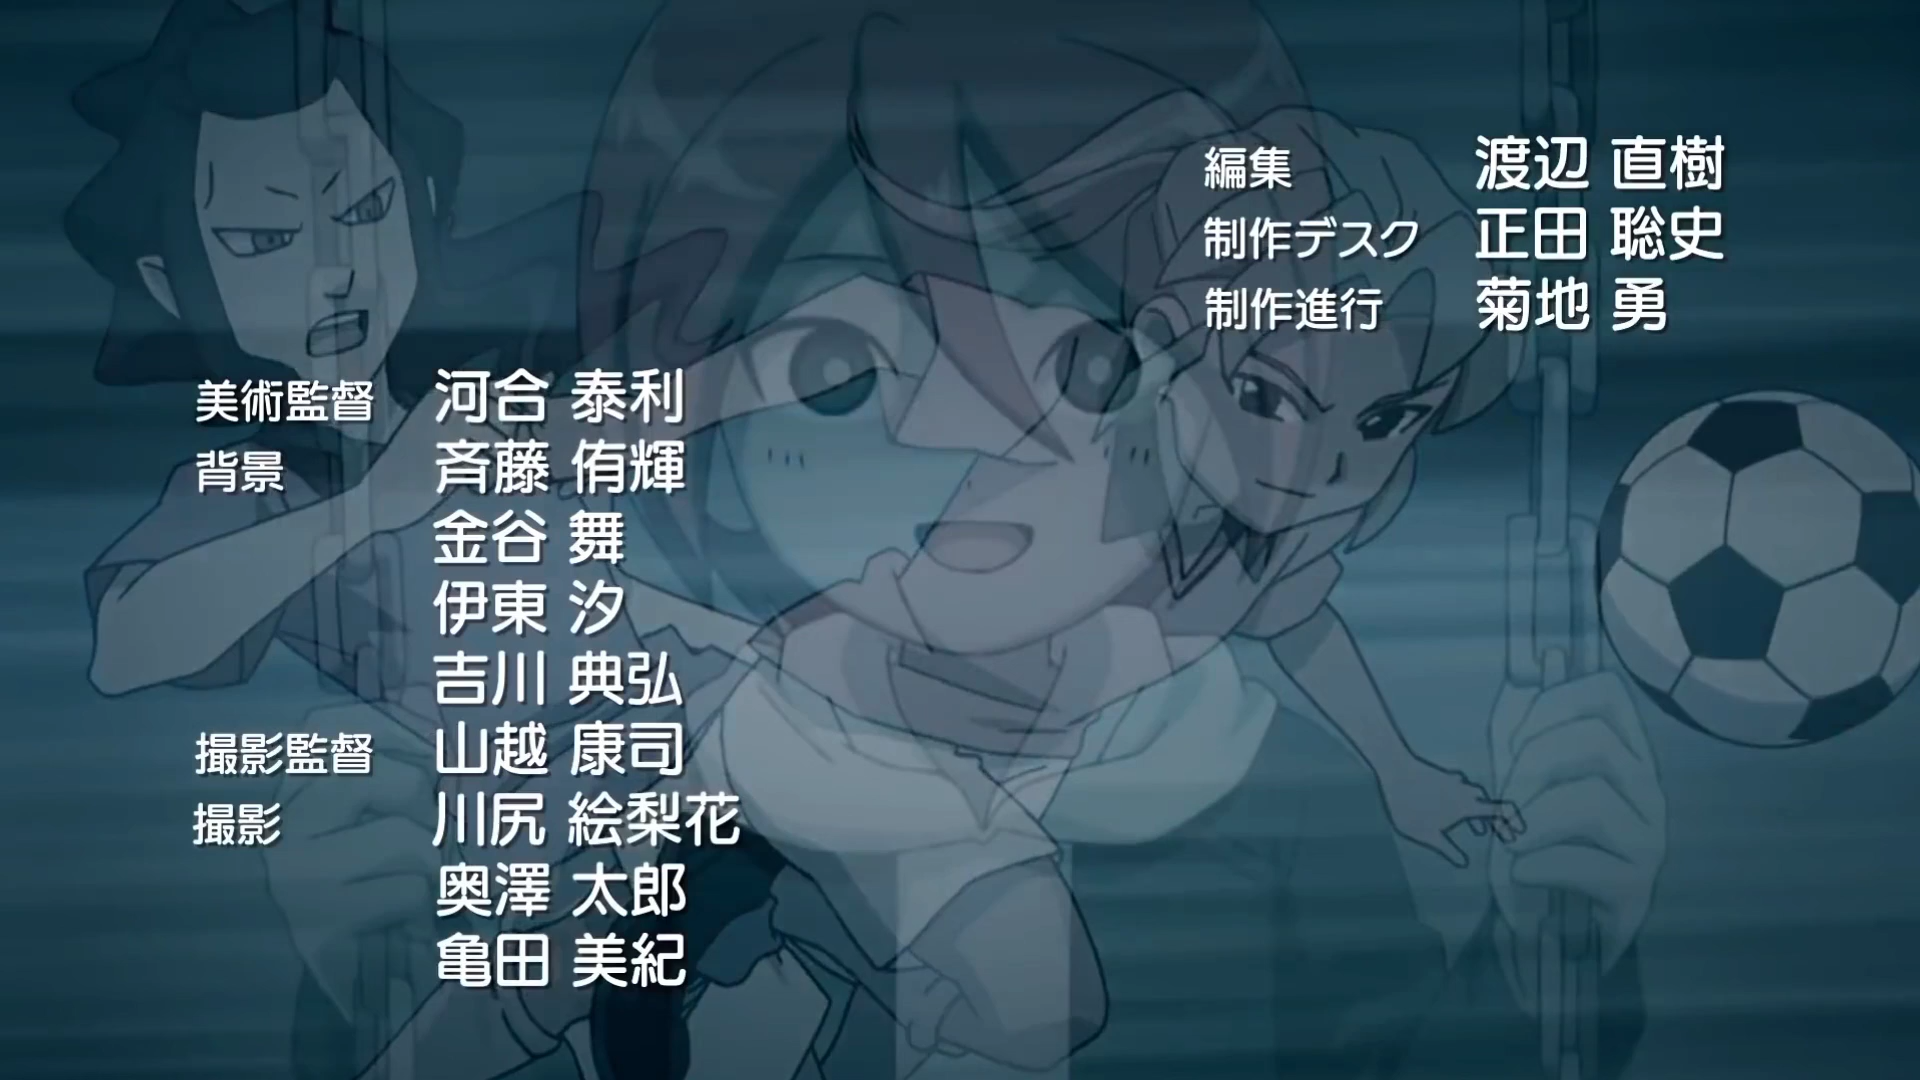 編集 渡辺 直樹
制作デスク 正田 聡史
制作進行 菊地 勇
美術監督 河合 泰利
背景 斉藤 侑輝
金谷 舞
伊東 汐
吉川 典弘
撮影監督 山越 康司
撮影 川尻 絵梨花
奥澤 太郎
亀田 美紀